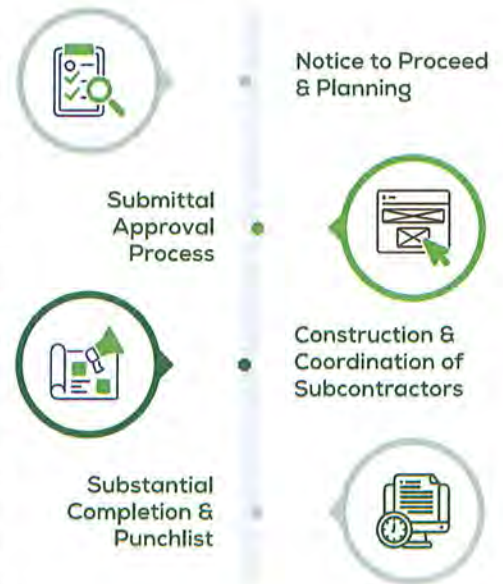 Notice to Proceed
& Planning
Submittal
Approval
Process
Construction &
Coordination of
Subcontractors
Substantial
Completion &
Punchlist